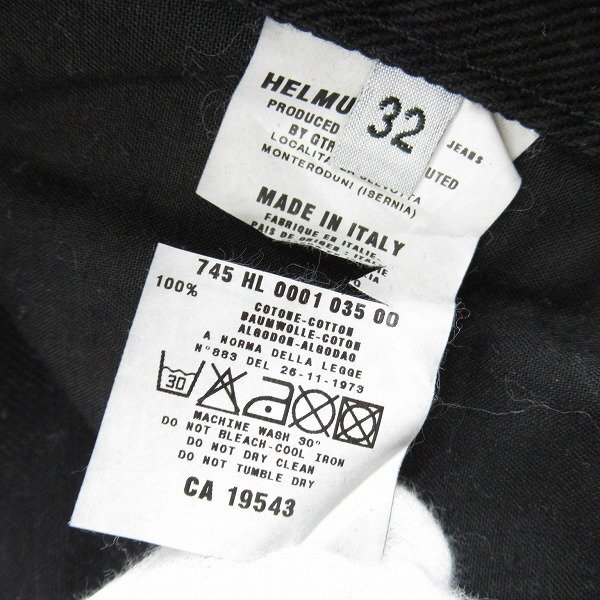 HELMU
32
JEANS
PRODUCED
BY GTR
LOCALITA
MONTERODUNI (ISERNIA)
MADE IN ITALY
FABRIQUE EN ITALIE
745 HL 0001 035 00
100%
COTONE-COTTON
BAUMWOLLE-COTON
ALGODON-ALGODAO
A NORMA DELLA LEGGE
N°883 DEL 26-11-1973
30
MACHINE WASH 30°
DO NOT BLEACH-COOL IRON
DO NOT DRY CLEAN
DO NOT TUMBLE DRY
CA 19543